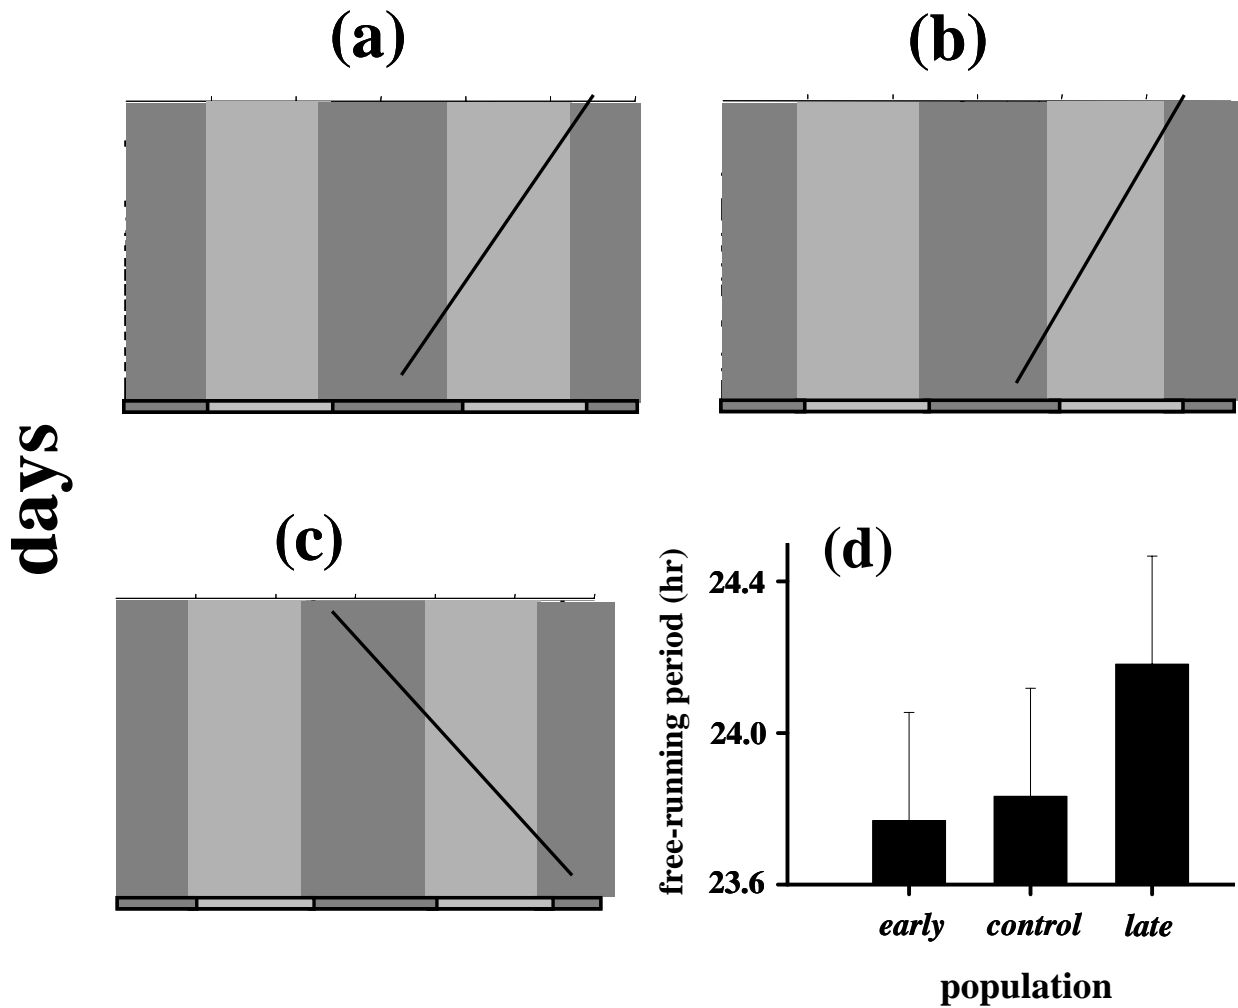 (a)
(b)
days
(c)
(d)
free-running period (hr)
24.4
24.0
23.6
early
control
late
population